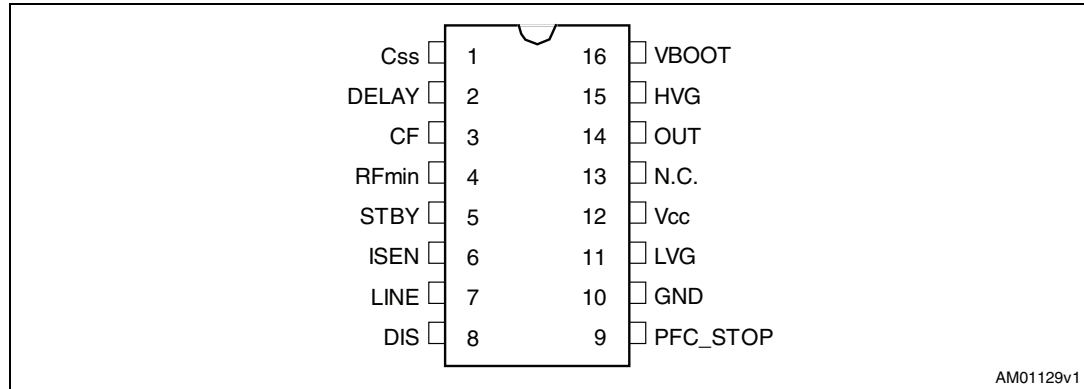 Css 1 16 VBOOT
DELAY 2 15 HVG
CF 3 14 OUT
RFmin 4 13 N.C.
STBY 5 12 Vcc
ISEN 6 11 LVG
LINE 7 10 GND
DIS 8 9 PFC_STOP
AM01129v1